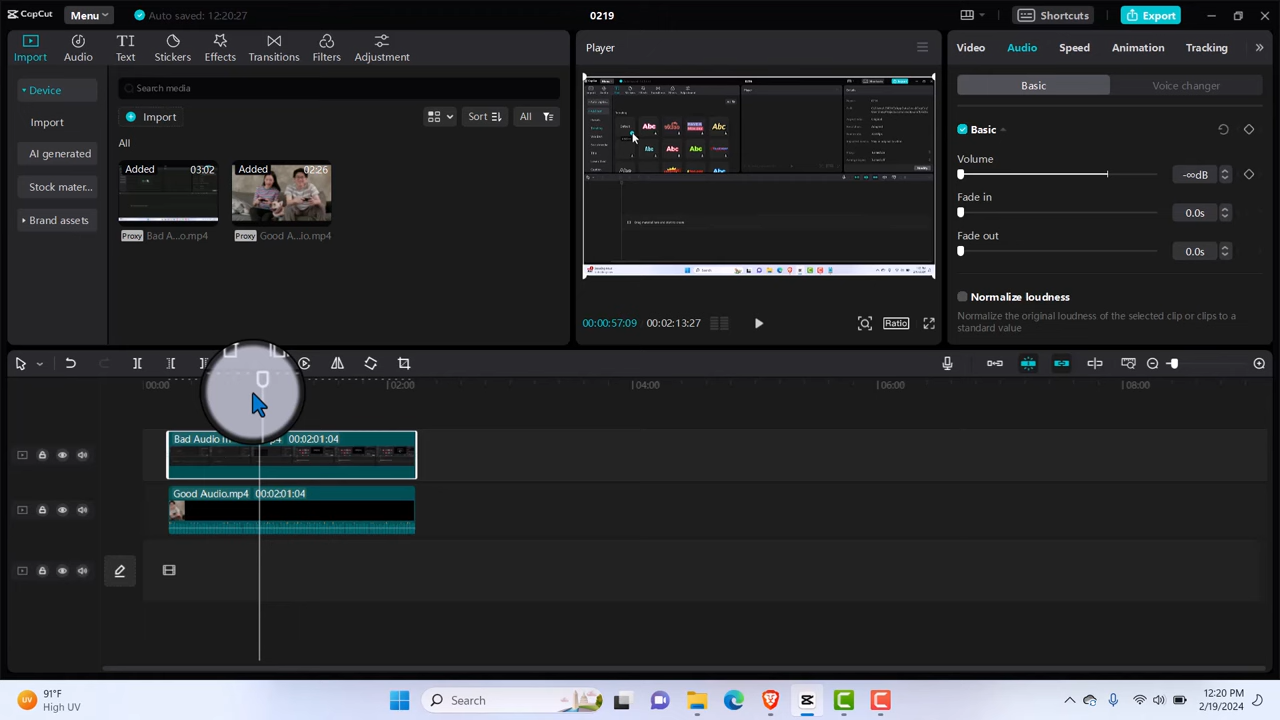 CapCut
Menu
Auto saved: 12:20:27
0219
Shortcuts
Export
Import
Audio
Text
Stickers
Effects
Transitions
Filters
Adjustment
Device
Import
AI generated
Stock mater...
Brand assets
Search media
Import
Sort
All
All
Added
03:02
Added
02:26
Proxy
Bad A...o.mp4
Proxy
Good A...io.mp4
Player
00:00:57:09
00:02:13:27
Ratio
Video
Audio
Speed
Animation
Tracking
Basic
Voice changer
Basic
Volume
-∞dB
Fade in
0.0s
Fade out
0.0s
Normalize loudness
Normalize the original loudness of the selected clip or clips to a
standard value
00:00
02:00
04:00
06:00
08:00
Bad Audio
00:02:01:04
Good Audio.mp4 00:02:01:04
91°F
High UV
Search
12:20 PM
2/19/2024